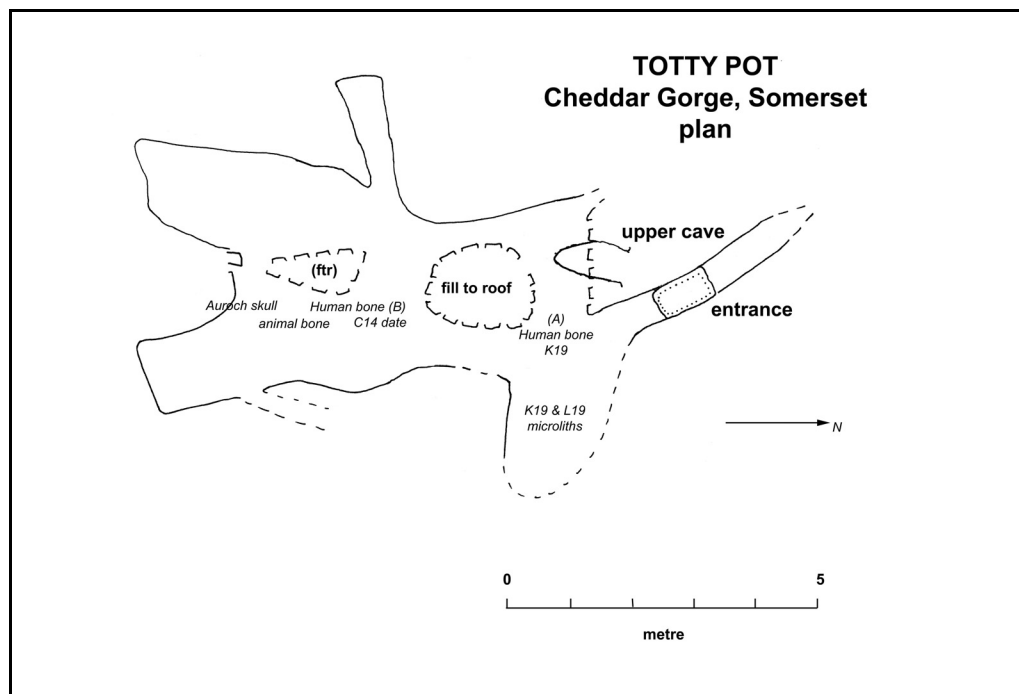 TOTTY POT
Cheddar Gorge, Somerset
plan
upper cave
(ftr)
fill to roof
entrance
Auroch skull
Human bone (B)
animal bone
C14 date
(A)
Human bone
K19
K19 & L19
microliths
N
0
5
metre